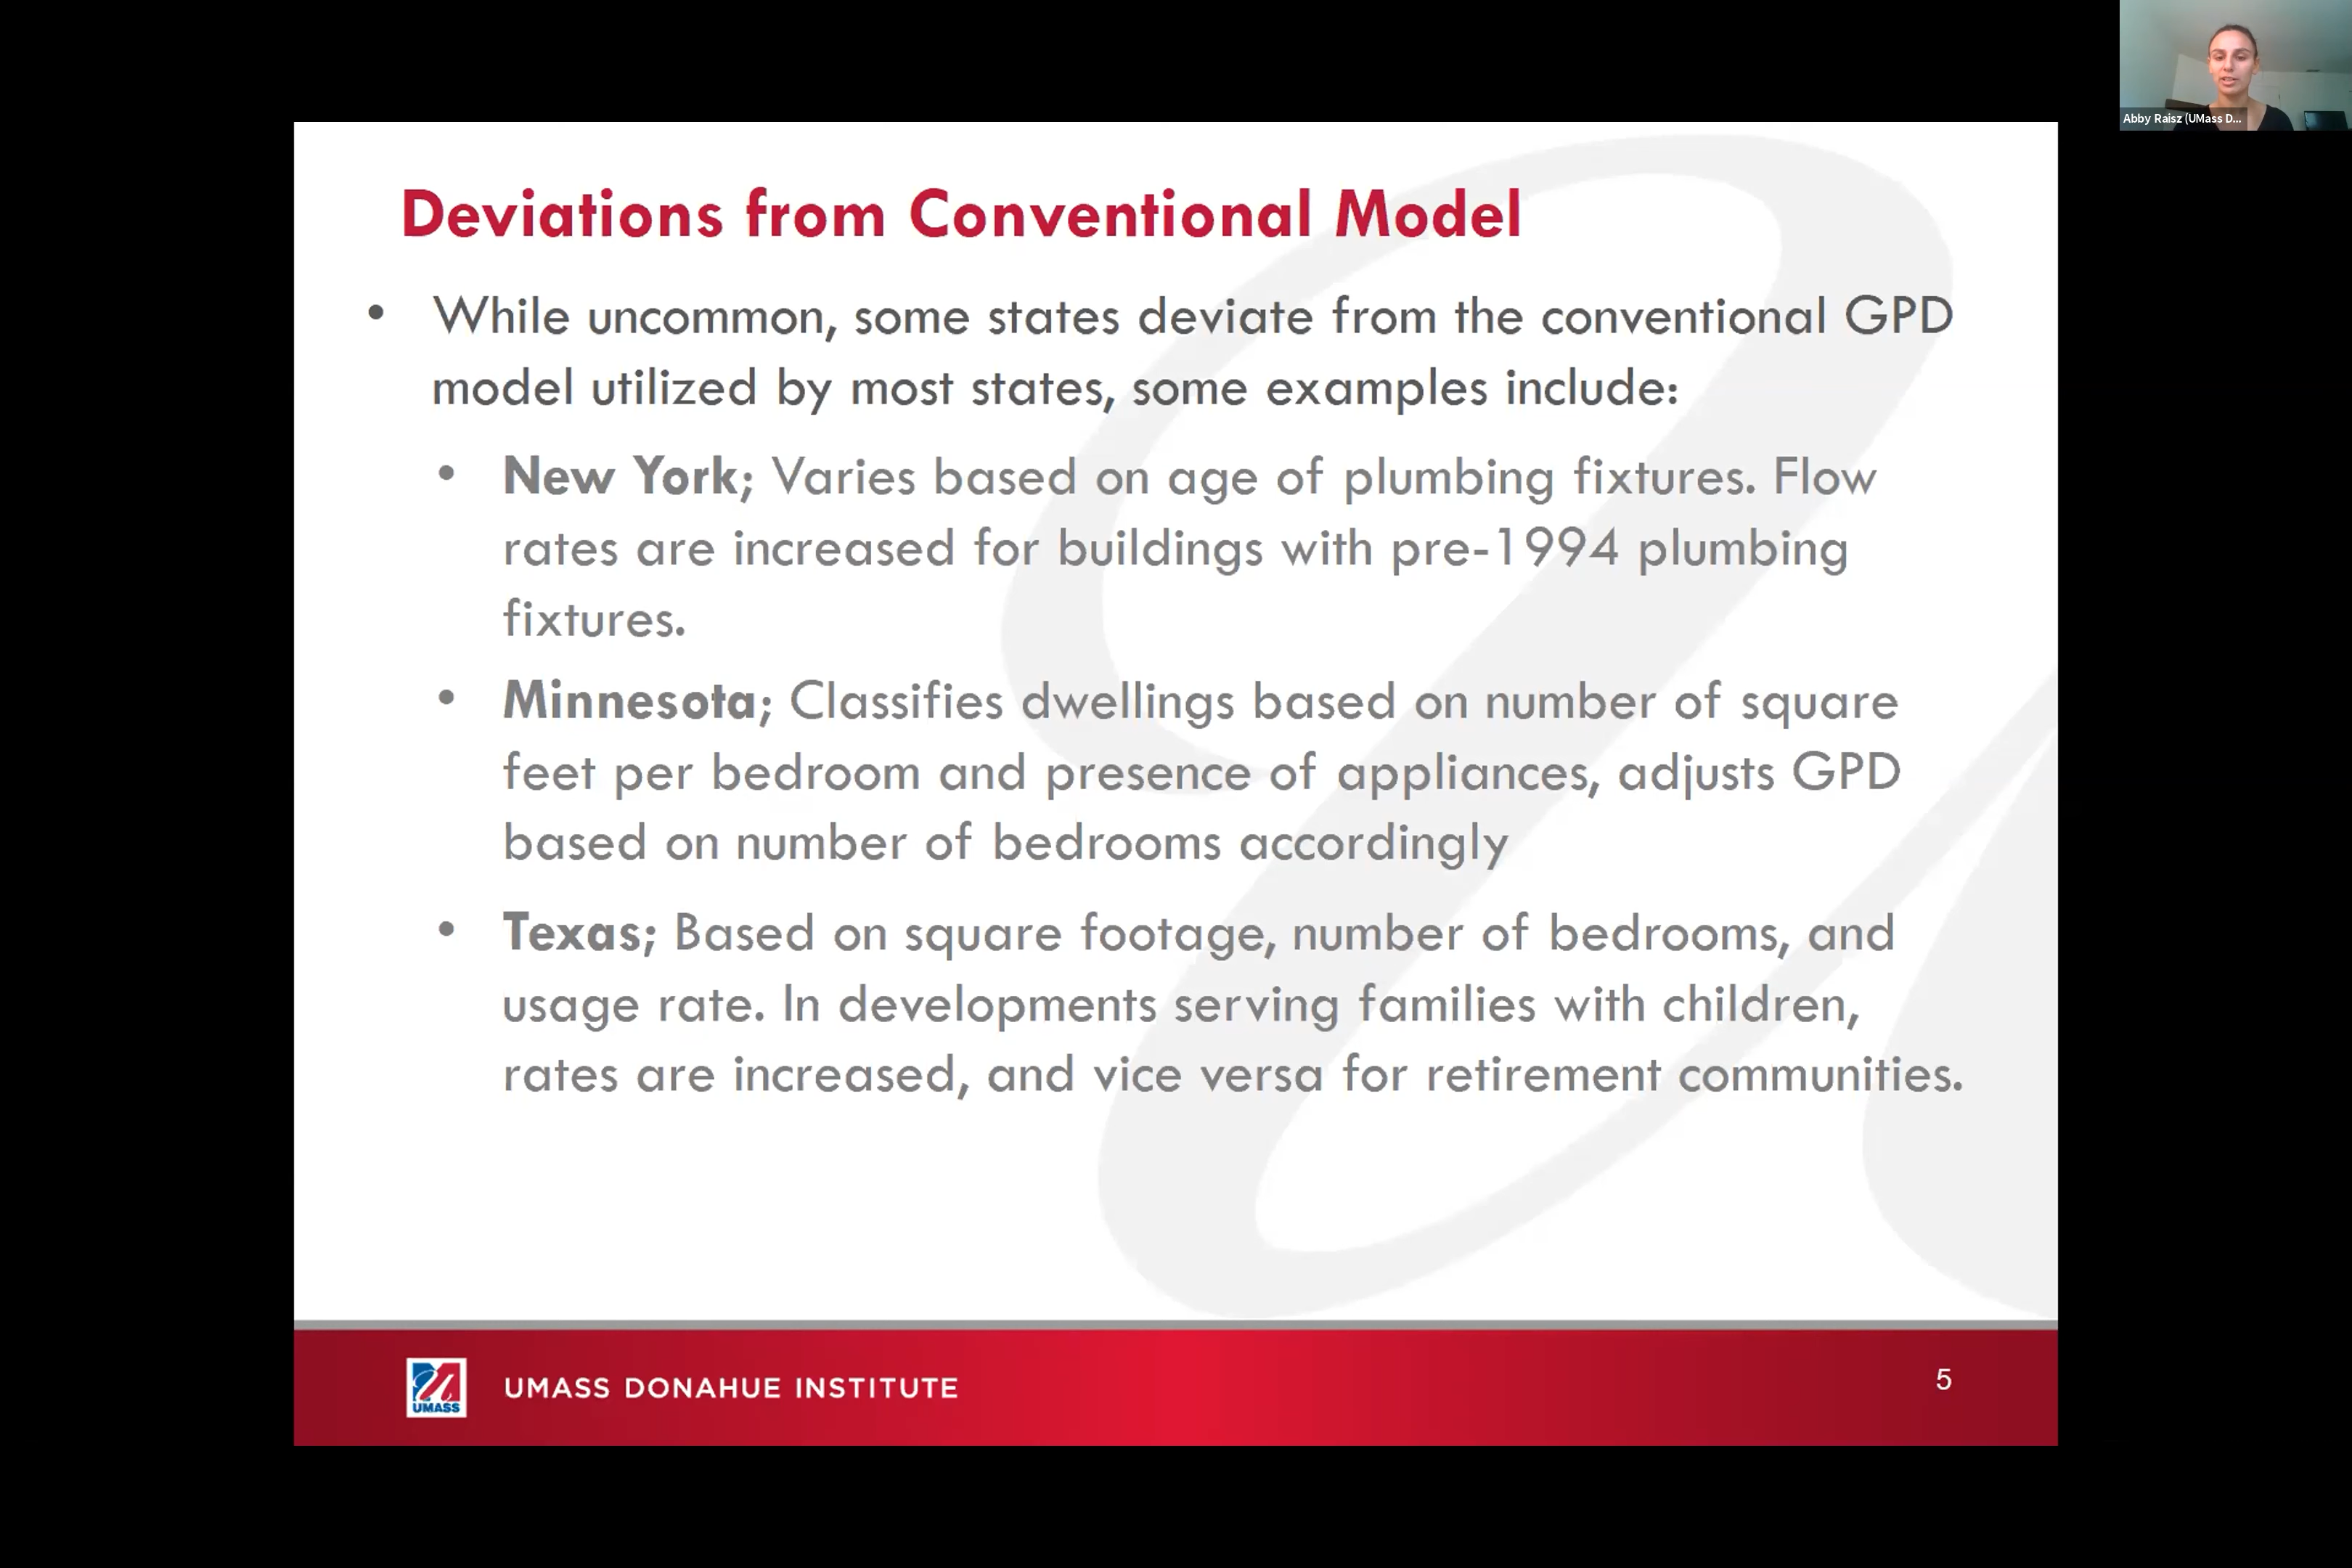 Abby Raisz (UMass D...
Deviations from Conventional Model
• While uncommon, some states deviate from the conventional GPD
model utilized by most states, some examples include:
• New York; Varies based on age of plumbing fixtures. Flow
rates are increased for buildings with pre-1994 plumbing
fixtures.
• Minnesota; Classifies dwellings based on number of square
feet per bedroom and presence of appliances, adjusts GPD
based on number of bedrooms accordingly
• Texas; Based on square footage, number of bedrooms, and
usage rate. In developments serving families with children,
rates are increased, and vice versa for retirement communities.
UMASS
UMASS DONAHUE INSTITUTE
5